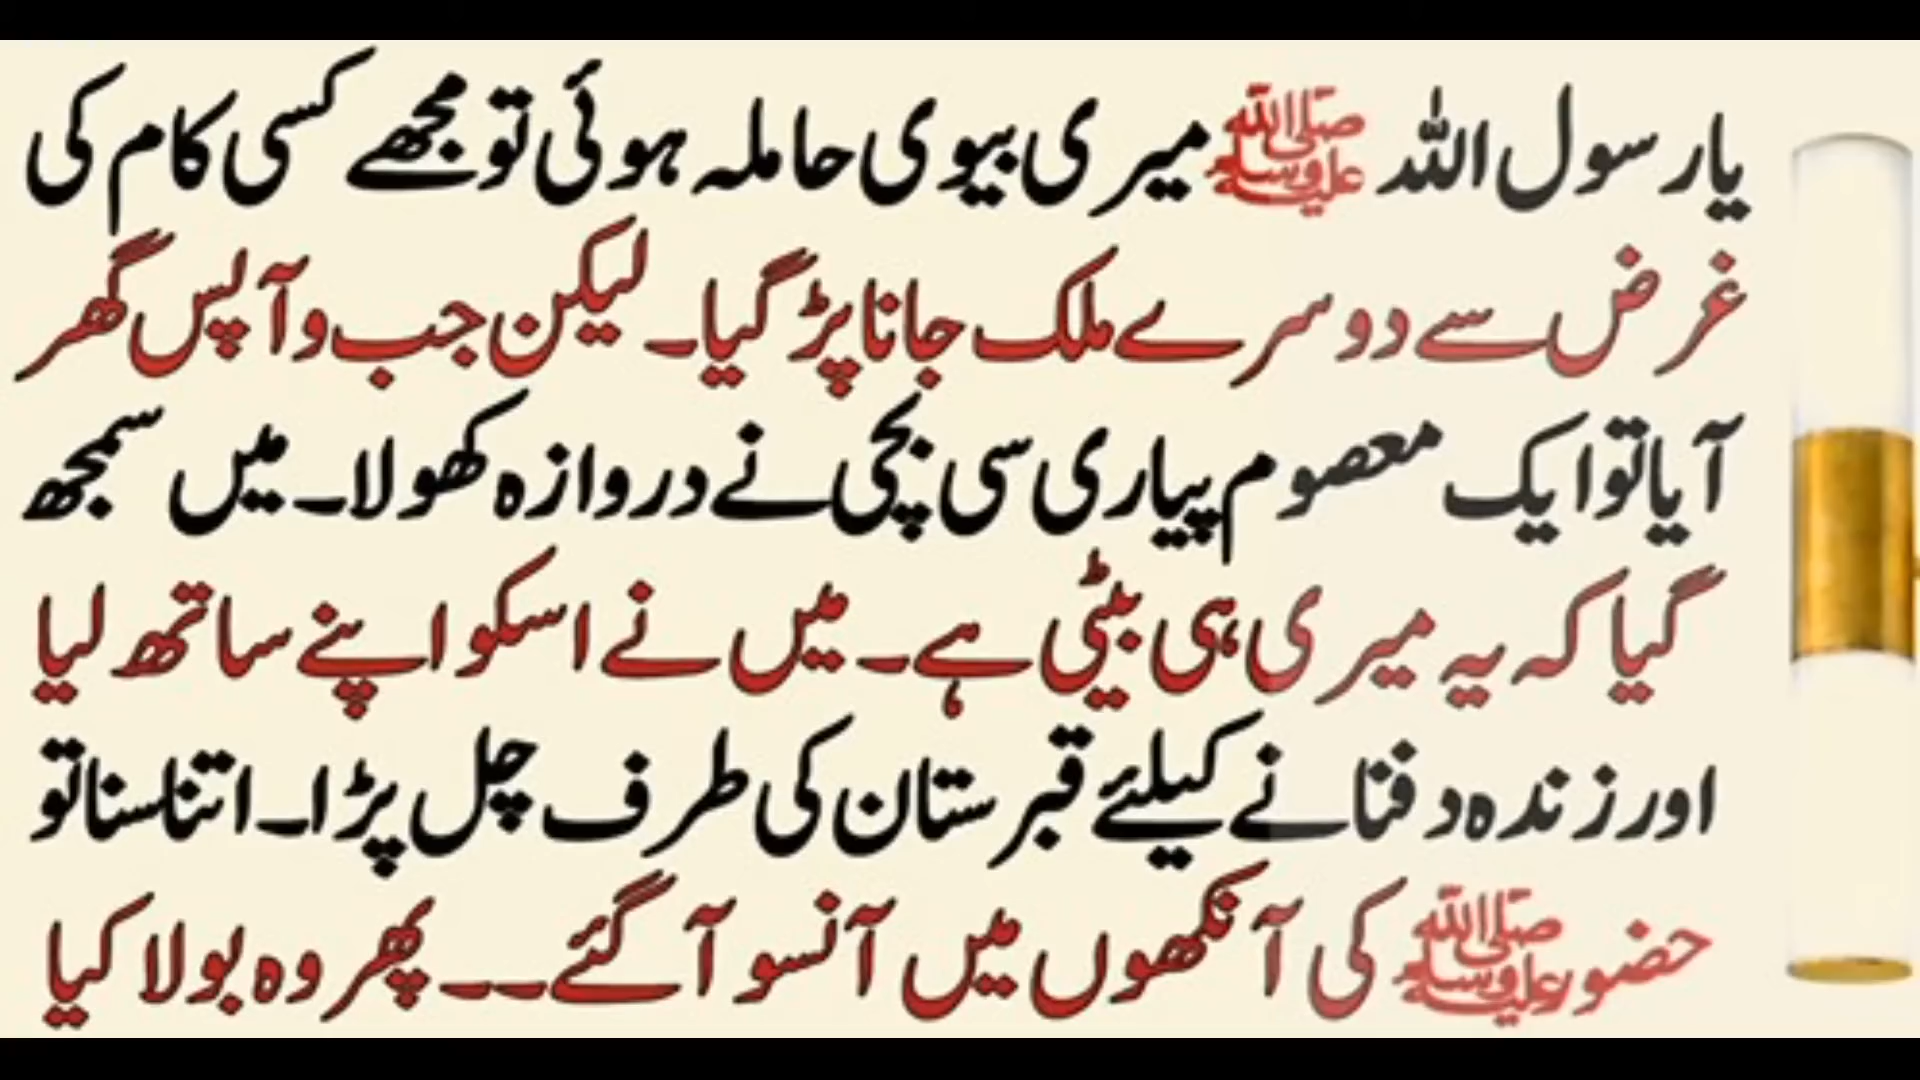 یا رسول اللہ ﷺ میری بیوی حاملہ ہوئی تو مجھے کسی کام کی
غرض سے دوسرے ملک جانا پڑ گیا۔ لیکن جب وآپس گھر
آیا تو ایک معصوم پیاری سی بچی نے دروازہ کھولا۔ میں سمجھ
گیا کہ یہ میری ہی بیٹی ہے۔ میں نے اسکو اپنے ساتھ لیا
اور زندہ دفنانے کیلئے قبرستان کی طرف چل پڑا۔ اتنا سنا تو
حضور ﷺ کی آنکھوں میں آنسو آ گئے۔۔۔ پھر وہ بولا کیا